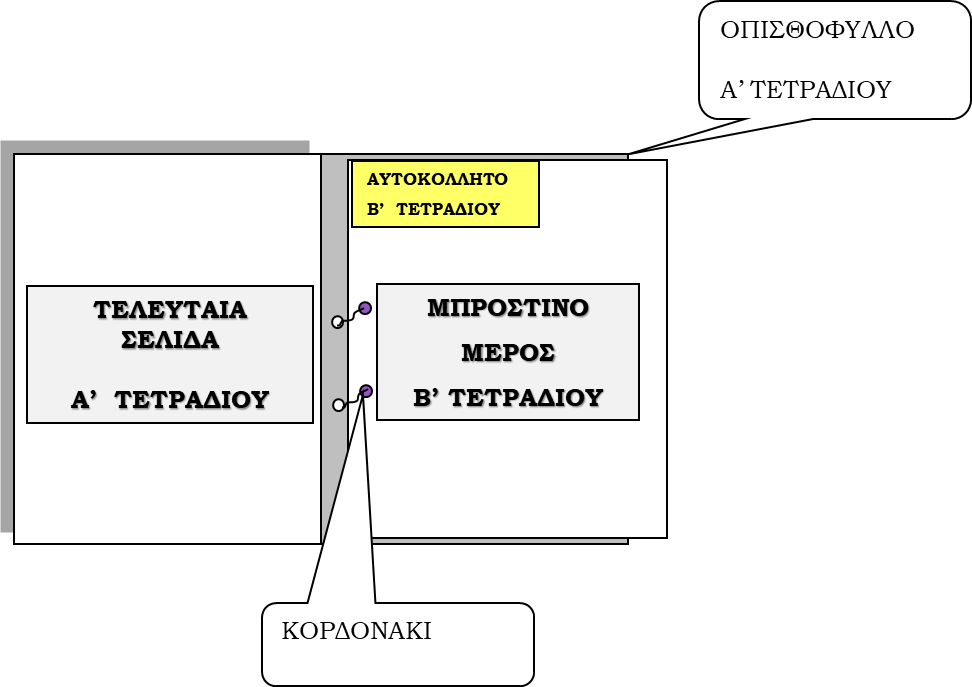 ΟΠΙΣΘΟΦΥΛΛΟ
Α’ ΤΕΤΡΑΔΙΟΥ
ΑΥΤΟΚΟΛΛΗΤΟ
Β’ ΤΕΤΡΑΔΙΟΥ
ΤΕΛΕΥΤΑΙΑ
ΣΕΛΙΔΑ
Α’ ΤΕΤΡΑΔΙΟΥ
ΜΠΡΟΣΤΙΝΟ
ΜΕΡΟΣ
Β’ ΤΕΤΡΑΔΙΟΥ
ΚΟΡΔΟΝΑΚΙ